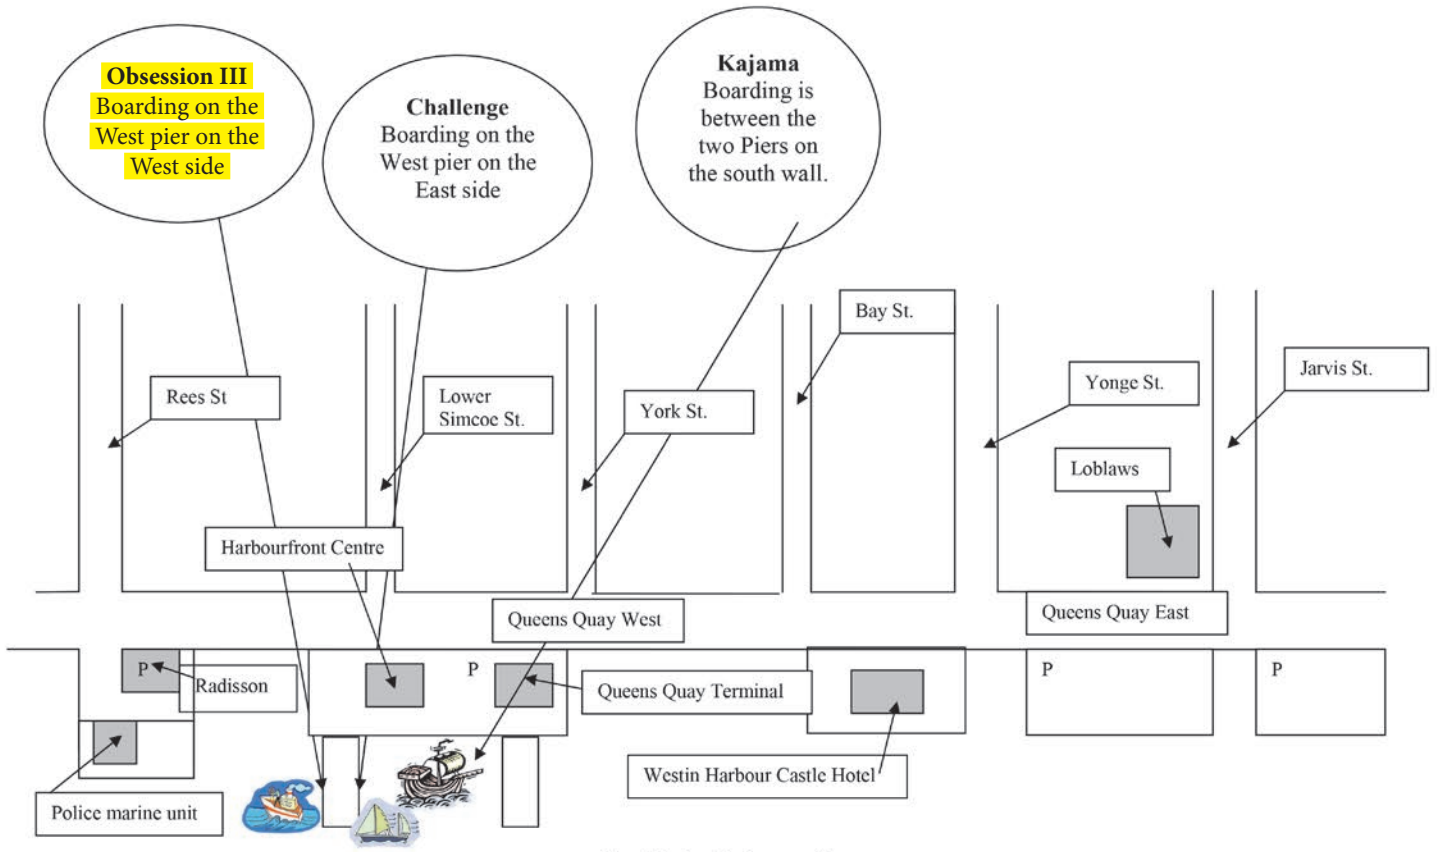 Obsession III
Boarding on the
West pier on the
West side
Challenge
Boarding on the
West pier on the
East side
Kajama
Boarding is
between the
two Piers on
the south wall.
Bay St.
Rees St
Lower
Simcoe St.
York St.
Yonge St.
Jarvis St.
Loblaws
Harbourfront Centre
Queens Quay West
Queens Quay East
P
Radisson
P
Queens Quay Terminal
P
P
Westin Harbour Castle Hotel
Police marine unit